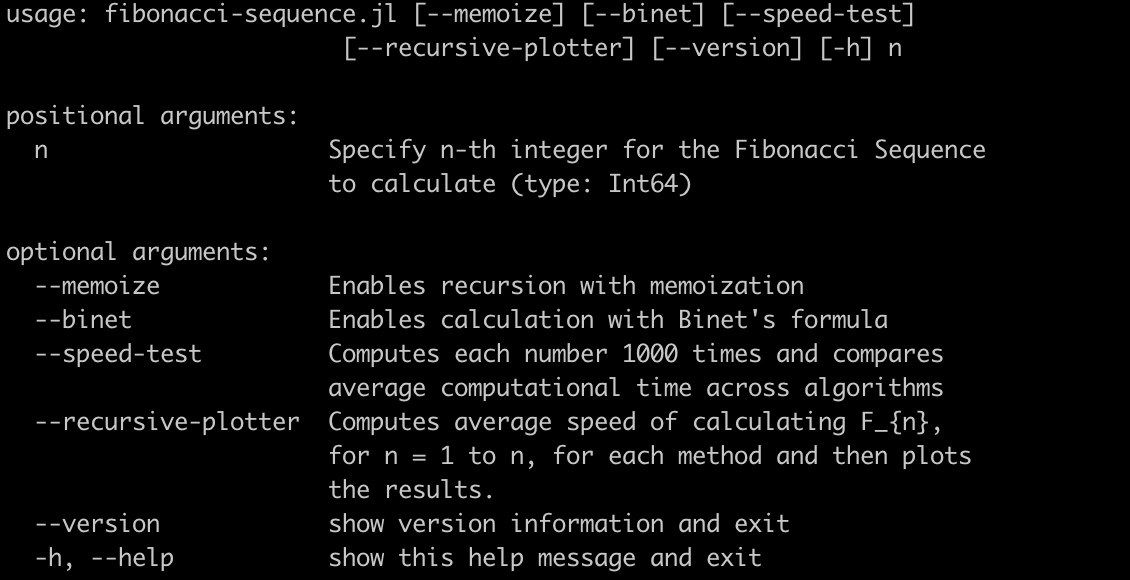 usage: fibonacci-sequence.jl [--memoize] [--binet] [--speed-test]
                        [--recursive-plotter] [--version] [-h] n

positional arguments:
  n                    Specify n-th integer for the Fibonacci Sequence
                       to calculate (type: Int64)

optional arguments:
  --memoize            Enables recursion with memoization
  --binet              Enables calculation with Binet's formula
  --speed-test         Computes each number 1000 times and compares
                       average computational time across algorithms
  --recursive-plotter  Computes average speed of calculating F_{n},
                       for n = 1 to n, for each method and then plots
                       the results.
  --version            show version information and exit
  -h, --help           show this help message and exit